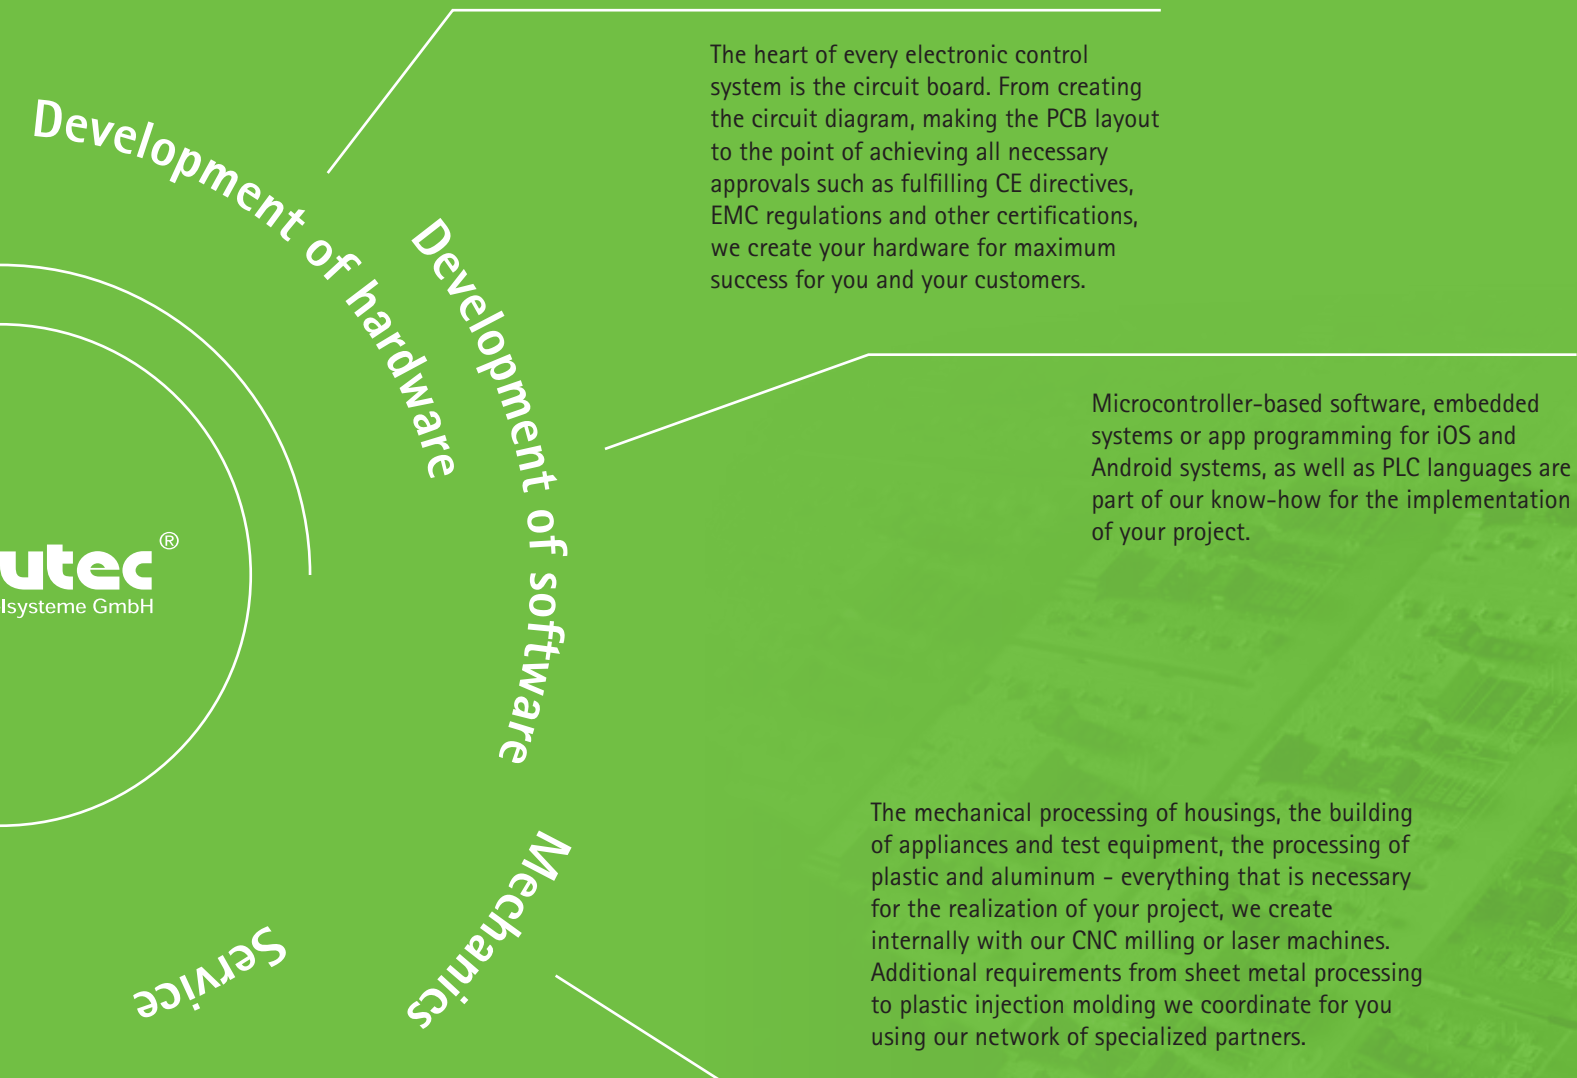 Development of hardware
The heart of every electronic control
system is the circuit board. From creating
the circuit diagram, making the PCB layout
to the point of achieving all necessary
approvals such as fulfilling CE directives,
EMC regulations and other certifications,
we create your hardware for maximum
success for you and your customers.
Development of software
Microcontroller-based software, embedded
systems or app programming for iOS and
Android systems, as well as PLC languages are
part of our know-how for the implementation
of your project.
utec®
lsysteme GmbH
Mechanics
The mechanical processing of housings, the building
of appliances and test equipment, the processing of
plastic and aluminum - everything that is necessary
for the realization of your project, we create
internally with our CNC milling or laser machines.
Additional requirements from sheet metal processing
to plastic injection molding we coordinate for you
using our network of specialized partners.
Service